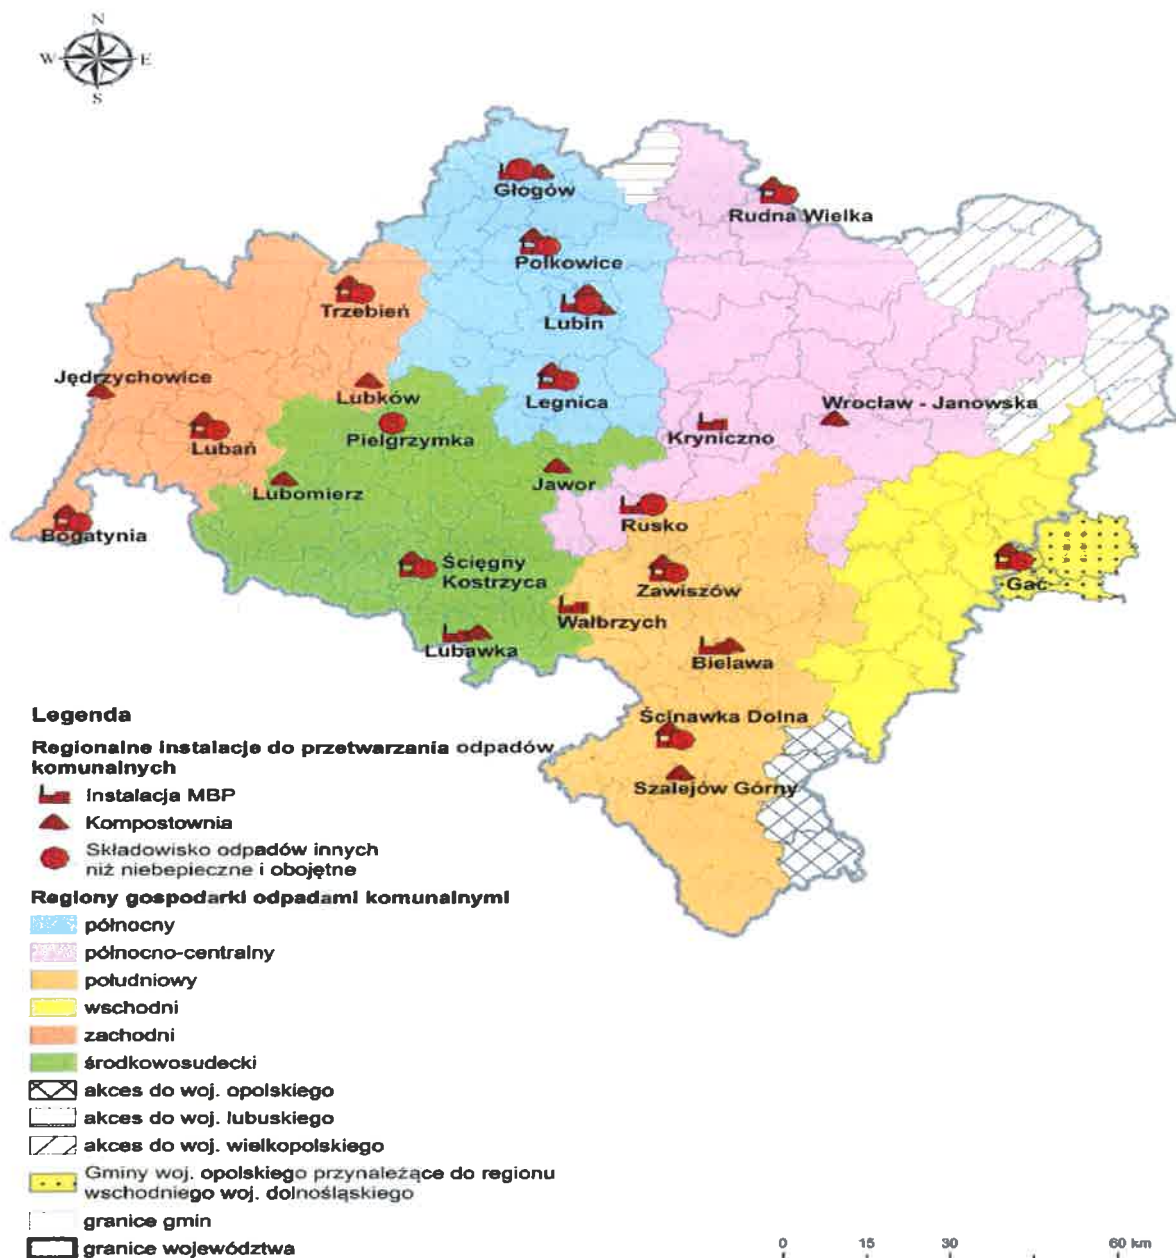 N
W E
S
Głogów
Rudna Wielka
Polkowice
Trzebień
Lubin
Jędrzychowice
Lubków
Legnica
Wrocław - Janowska
Pielgrzymka
Kryniczno
Lubań
Lubomierz
Jawor
Rusko
Bogatynia
Ścięgny
Kostrzyca
Zawiszów
Gać
Wałbrzych
Lubawka
Bielawa
Ścinawka Dolna
Szalejów Górny
Legenda
Regionalne instalacje do przetwarzania odpadów
komunalnych
Instalacja MBP
Kompostownia
Składowisko odpadów innych
niż niebepieczne i obojętne
Regiony gospodarki odpadami komunalnymi
północny
północno-centralny
południowy
wschodni
zachodni
środkowosudecki
akces do woj. opolskiego
akces do woj. lubuskiego
akces do woj. wielkopolskiego
Gminy woj. opolskiego przynależące do regionu
wschodniego woj. dolnośląskiego
granice gmin
granice województwa
0 15 30 60 km